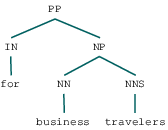 PP
IN NP
for NN NNS
business travelers